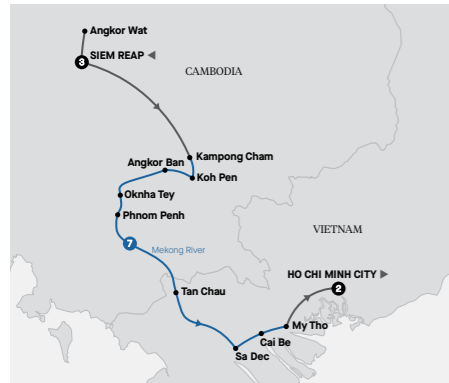 Angkor Wat
3
SIEM REAP ◀
CAMBODIA
Kampong Cham
Angkor Ban
Koh Pen
Oknha Tey
Phnom Penh
VIETNAM
7
Mekong River
HO CHI MINH CITY ▶
2
Tan Chau
My Tho
Cai Be
Sa Dec